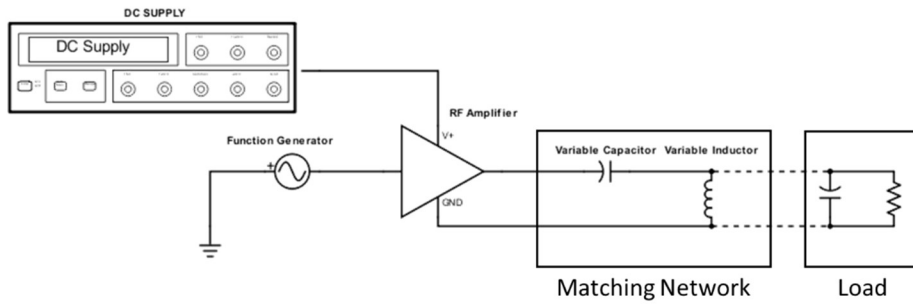 DC SUPPLY
DC Supply
RF Amplifier
V+
Function Generator
+
Variable Capacitor Variable Inductor
GND
Matching Network
Load